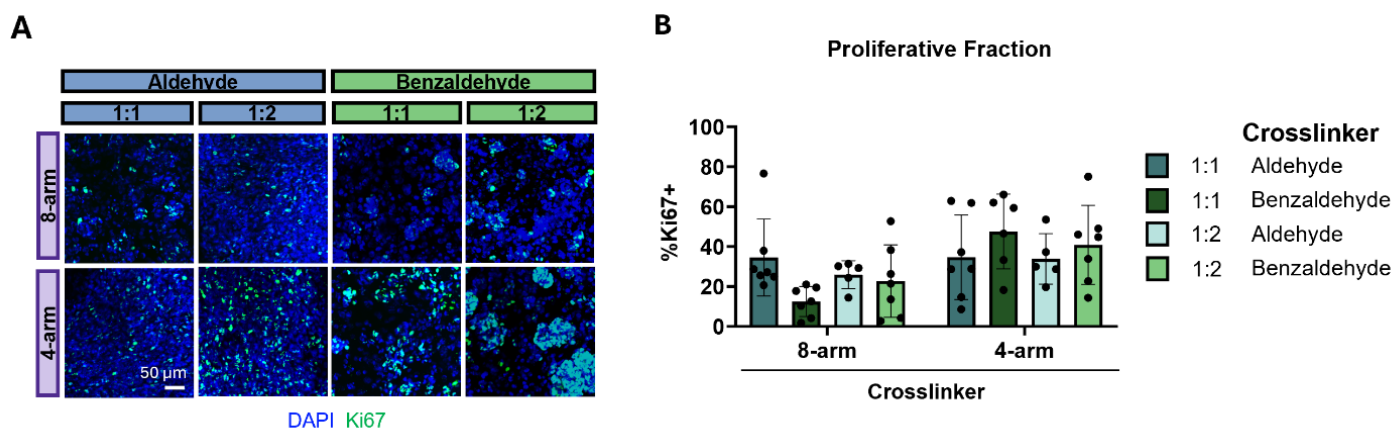 A
Aldehyde Benzaldehyde
1:1 1:2 1:1 1:2
8-arm
4-arm
50 µm
DAPI Ki67
B
Proliferative Fraction
%Ki67+
100
80
60
40
20
0
8-arm 4-arm
Crosslinker
Crosslinker
1:1 Aldehyde
1:1 Benzaldehyde
1:2 Aldehyde
1:2 Benzaldehyde